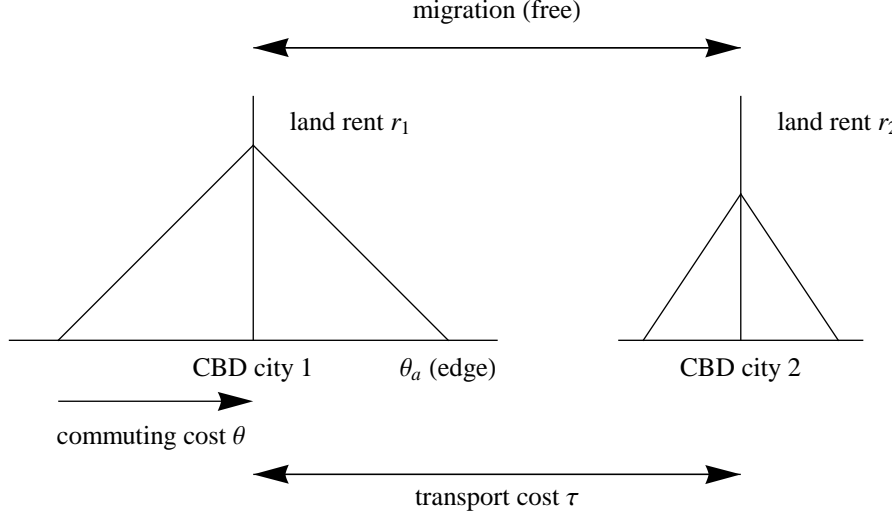 migration (free)
land rent r1
land rent r2
CBD city 1
θa (edge)
CBD city 2
commuting cost θ
transport cost τ